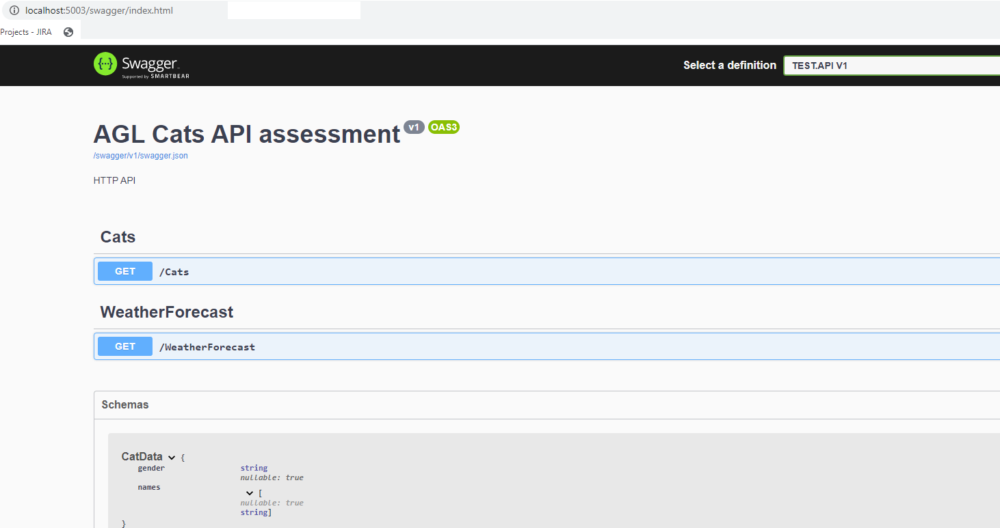 localhost:5003/swagger/index.html
Projects - JIRA
{···} Swagger
Supported by SMARTBEAR
Select a definition TEST.API V1
AGL Cats API assessment v1 OAS3
/swagger/v1/swagger.json
HTTP API
Cats
GET /Cats
WeatherForecast
GET /WeatherForecast
Schemas
CatData {
gender string
nullable: true
names
[
nullable: true
string]
}